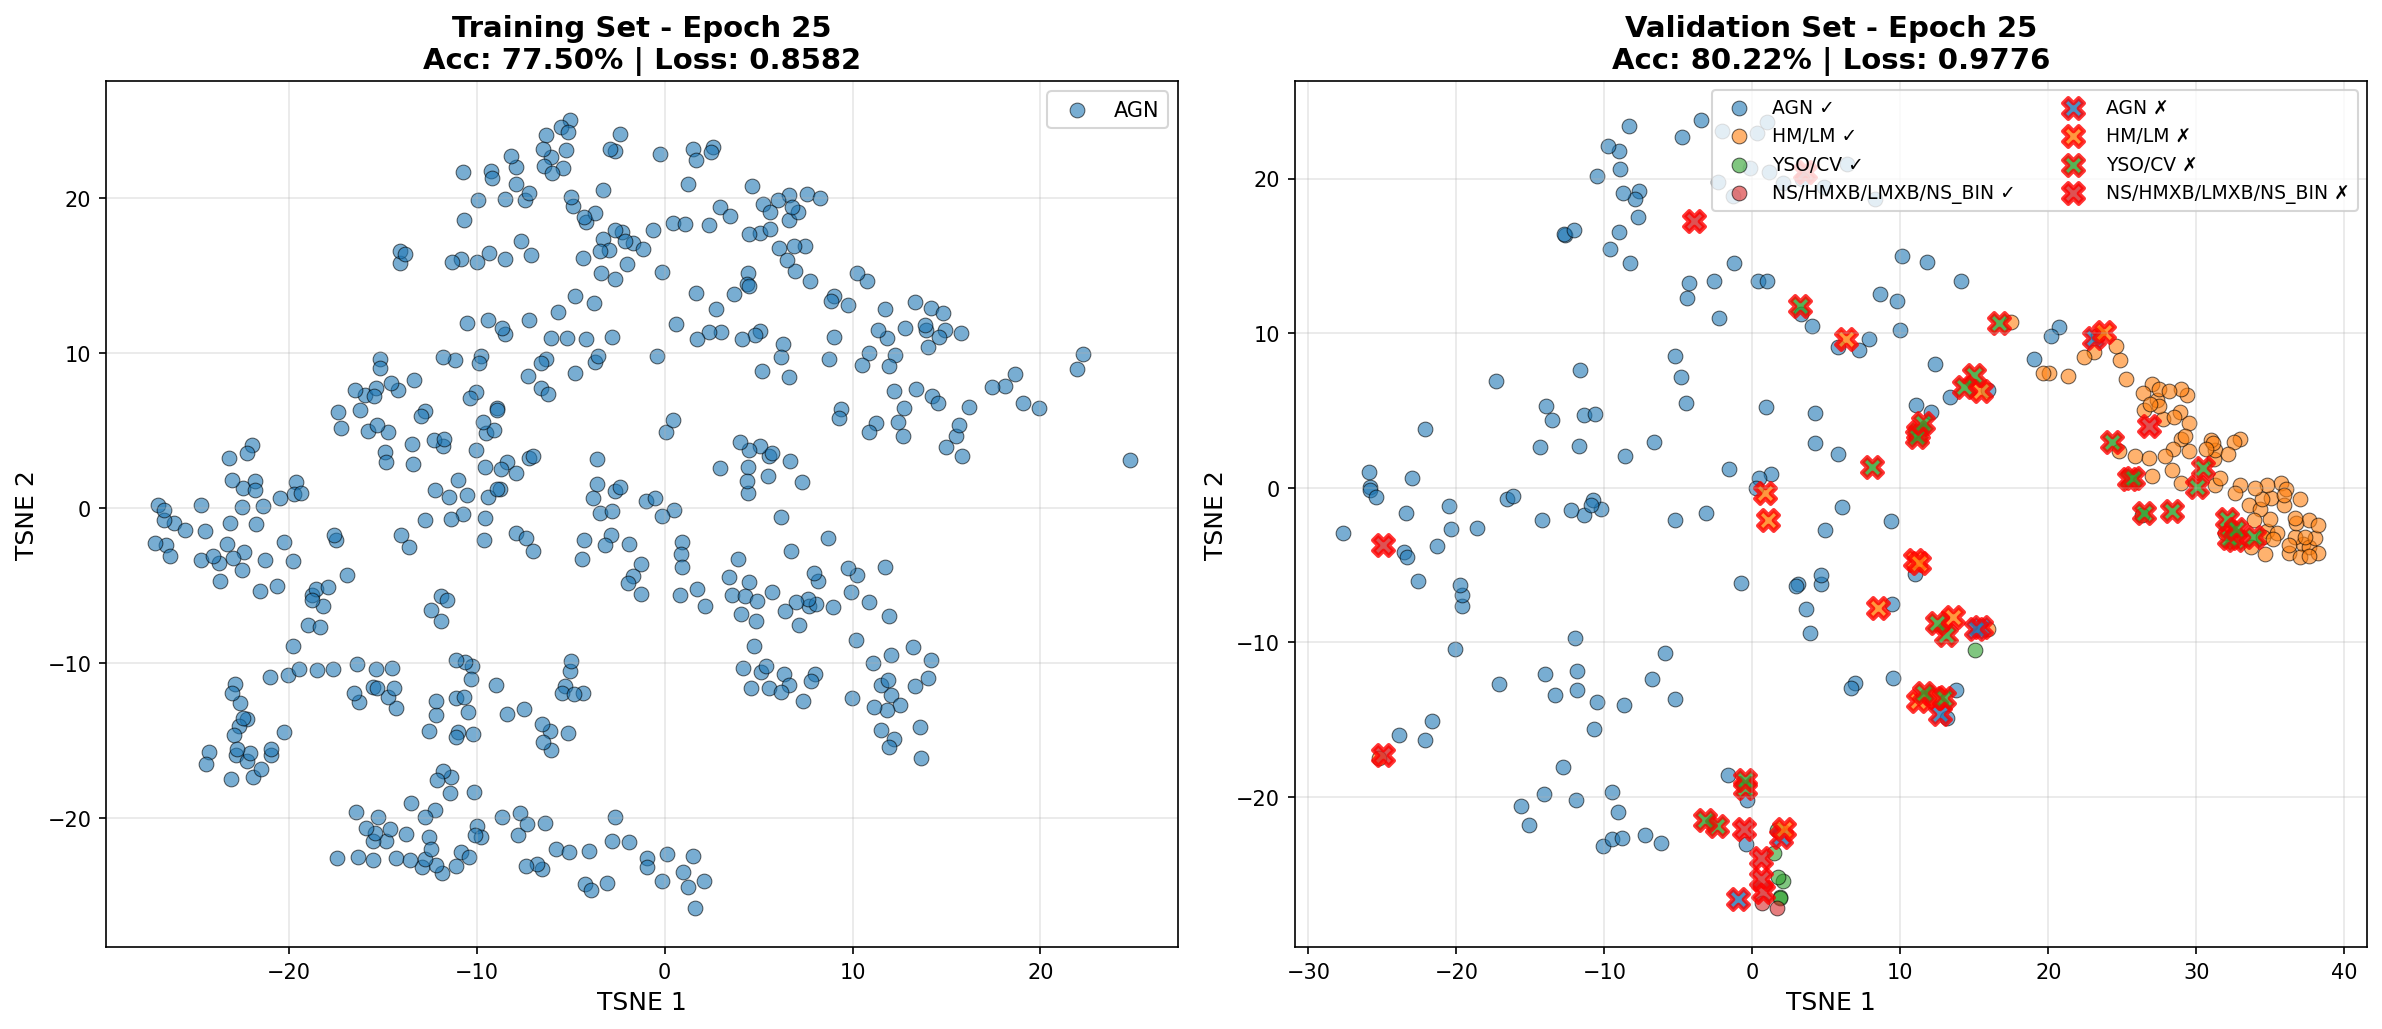 Training Set - Epoch 25
Acc: 77.50% | Loss: 0.8582
AGN
20
10
0
−10
−20
TSNE 2
−20
−10
0
10
20
TSNE 1
Validation Set - Epoch 25
Acc: 80.22% | Loss: 0.9776
AGN ✓
HM/LM ✓
YSO/CV ✓
NS/HMXB/LMXB/NS_BIN ✓
AGN ✗
HM/LM ✗
YSO/CV ✗
NS/HMXB/LMXB/NS_BIN ✗
20
10
0
−10
−20
TSNE 2
−30
−20
−10
0
10
20
30
40
TSNE 1